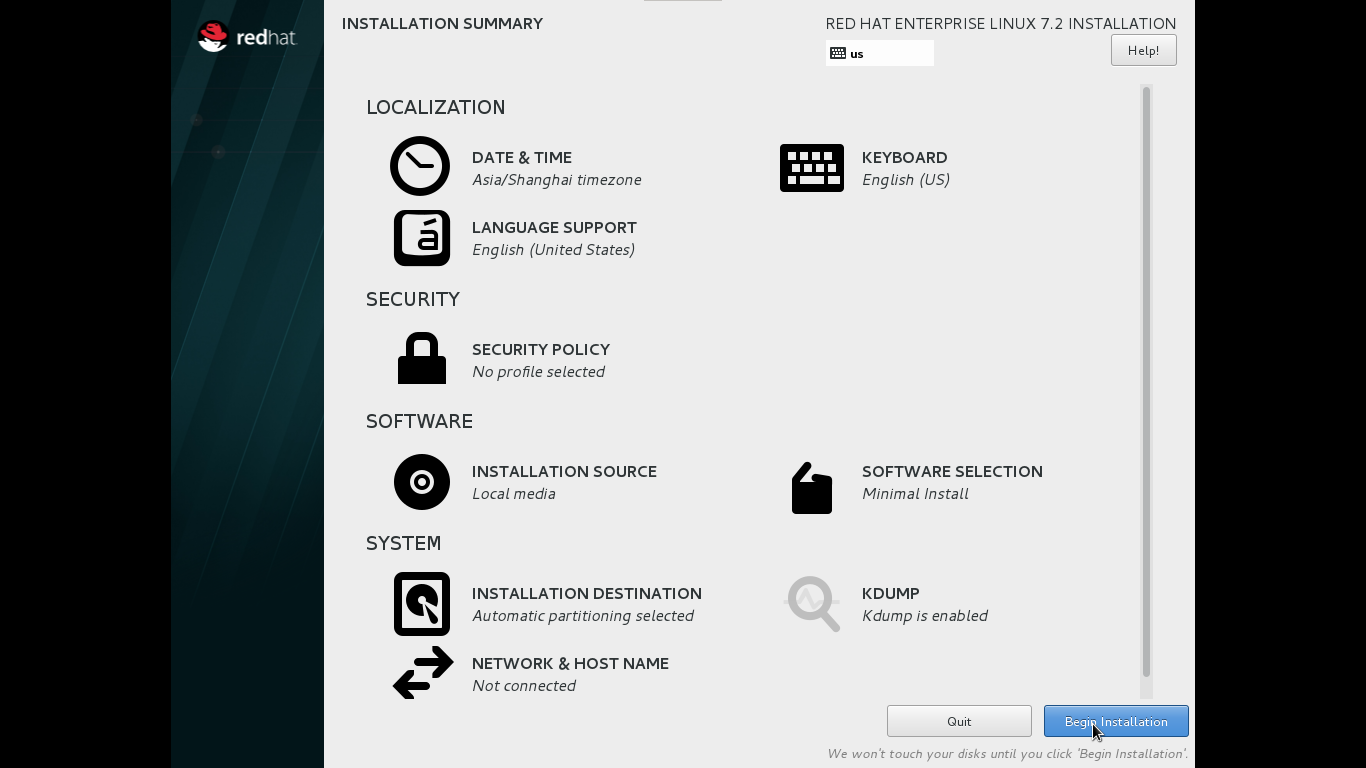 redhat.
INSTALLATION SUMMARY
RED HAT ENTERPRISE LINUX 7.2 INSTALLATION
us
Help!
LOCALIZATION
DATE & TIME
Asia/Shanghai timezone
KEYBOARD
English (US)
LANGUAGE SUPPORT
English (United States)
SECURITY
SECURITY POLICY
No profile selected
SOFTWARE
INSTALLATION SOURCE
Local media
SOFTWARE SELECTION
Minimal Install
SYSTEM
INSTALLATION DESTINATION
Automatic partitioning selected
KDUMP
Kdump is enabled
NETWORK & HOST NAME
Not connected
Quit
Begin Installation
We won't touch your disks until you click 'Begin Installation'.